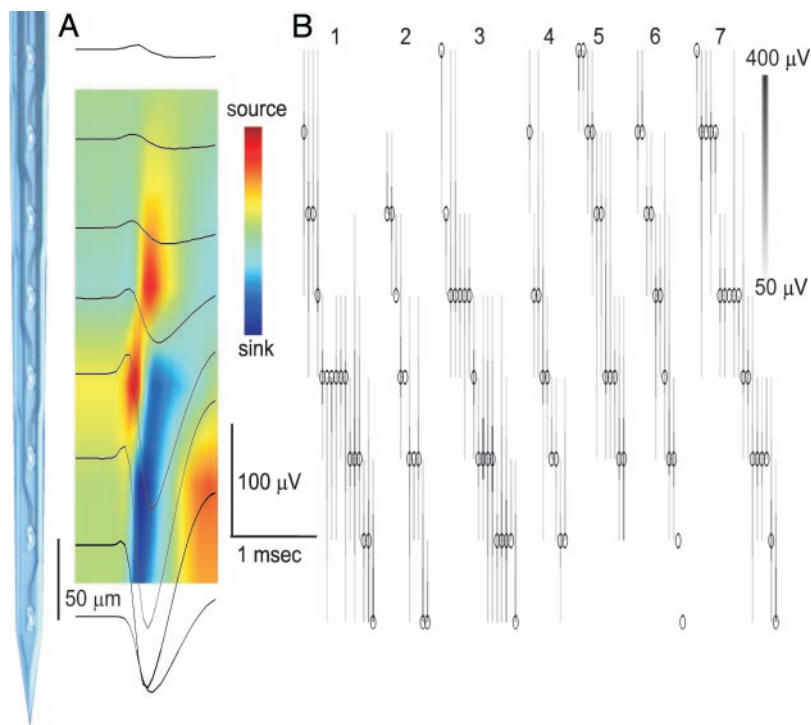 A
B
1 2 3 4 5 6 7
400 μV
50 μV
source
sink
100 μV
1 msec
50 μm